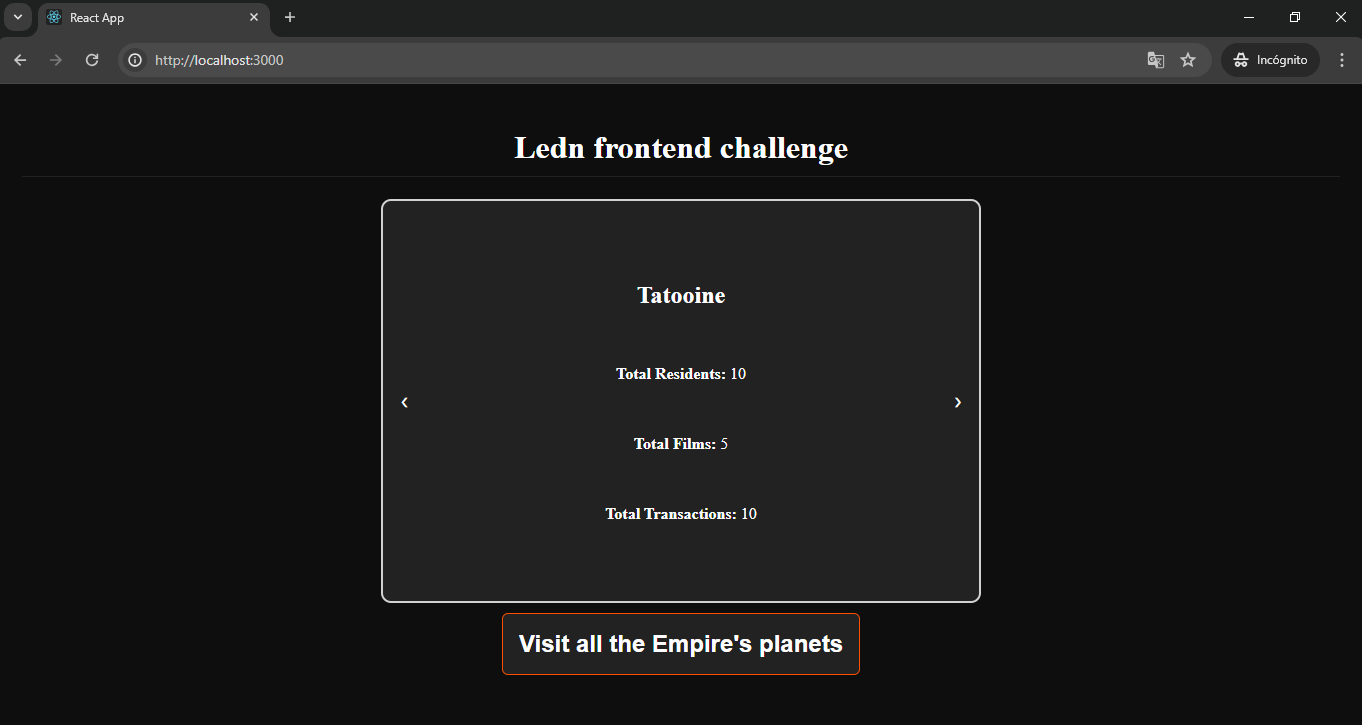 React App
http://localhost:3000
Incógnito
Ledn frontend challenge
Tatooine
Total Residents: 10
‹ ›
Total Films: 5
Total Transactions: 10
Visit all the Empire's planets